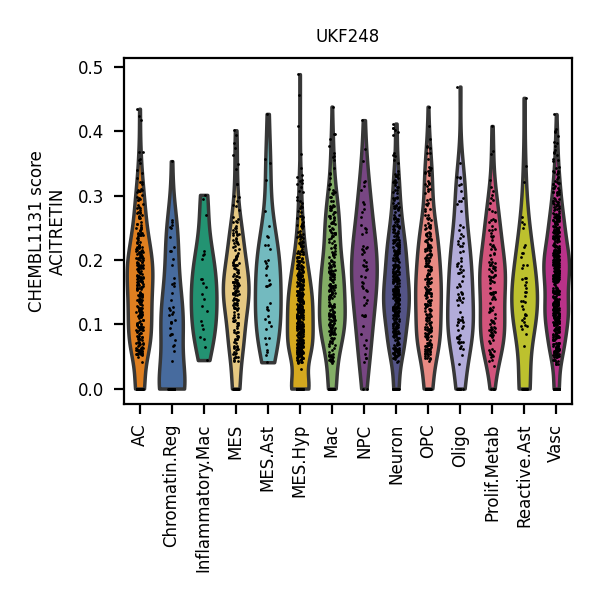 UKF248
CHEMBL1131 score
ACITRETIN
0.5
0.4
0.3
0.2
0.1
0.0
AC
Chromatin.Reg
Inflammatory.Mac
MES
MES.Ast
MES.Hyp
Mac
NPC
Neuron
OPC
Oligo
Prolif.Metab
Reactive.Ast
Vasc